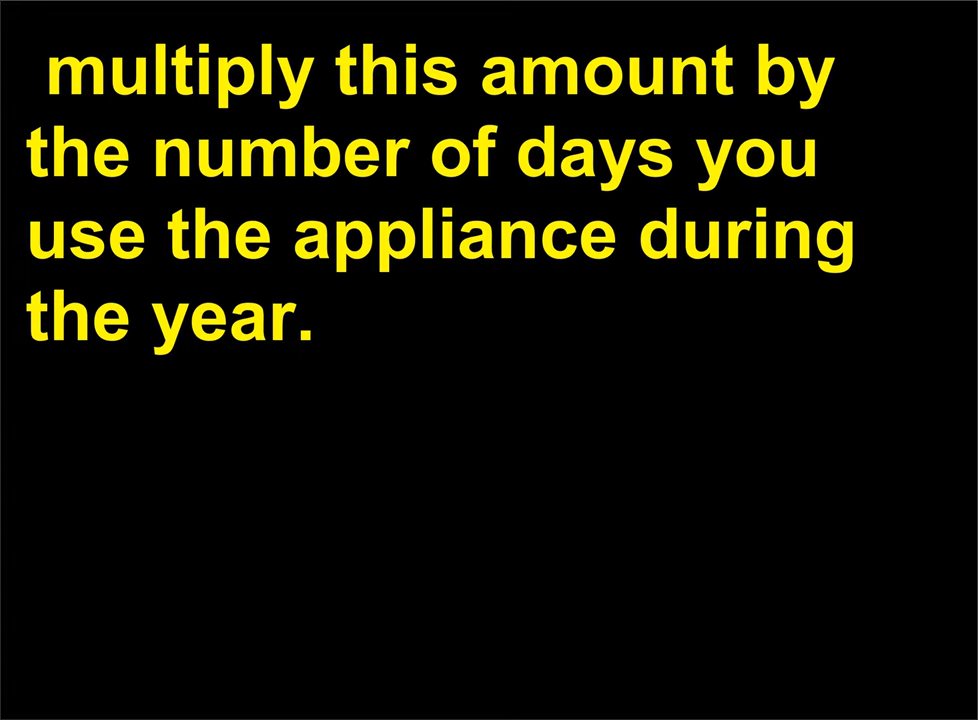 multiply this amount by
the number of days you
use the appliance during
the year.